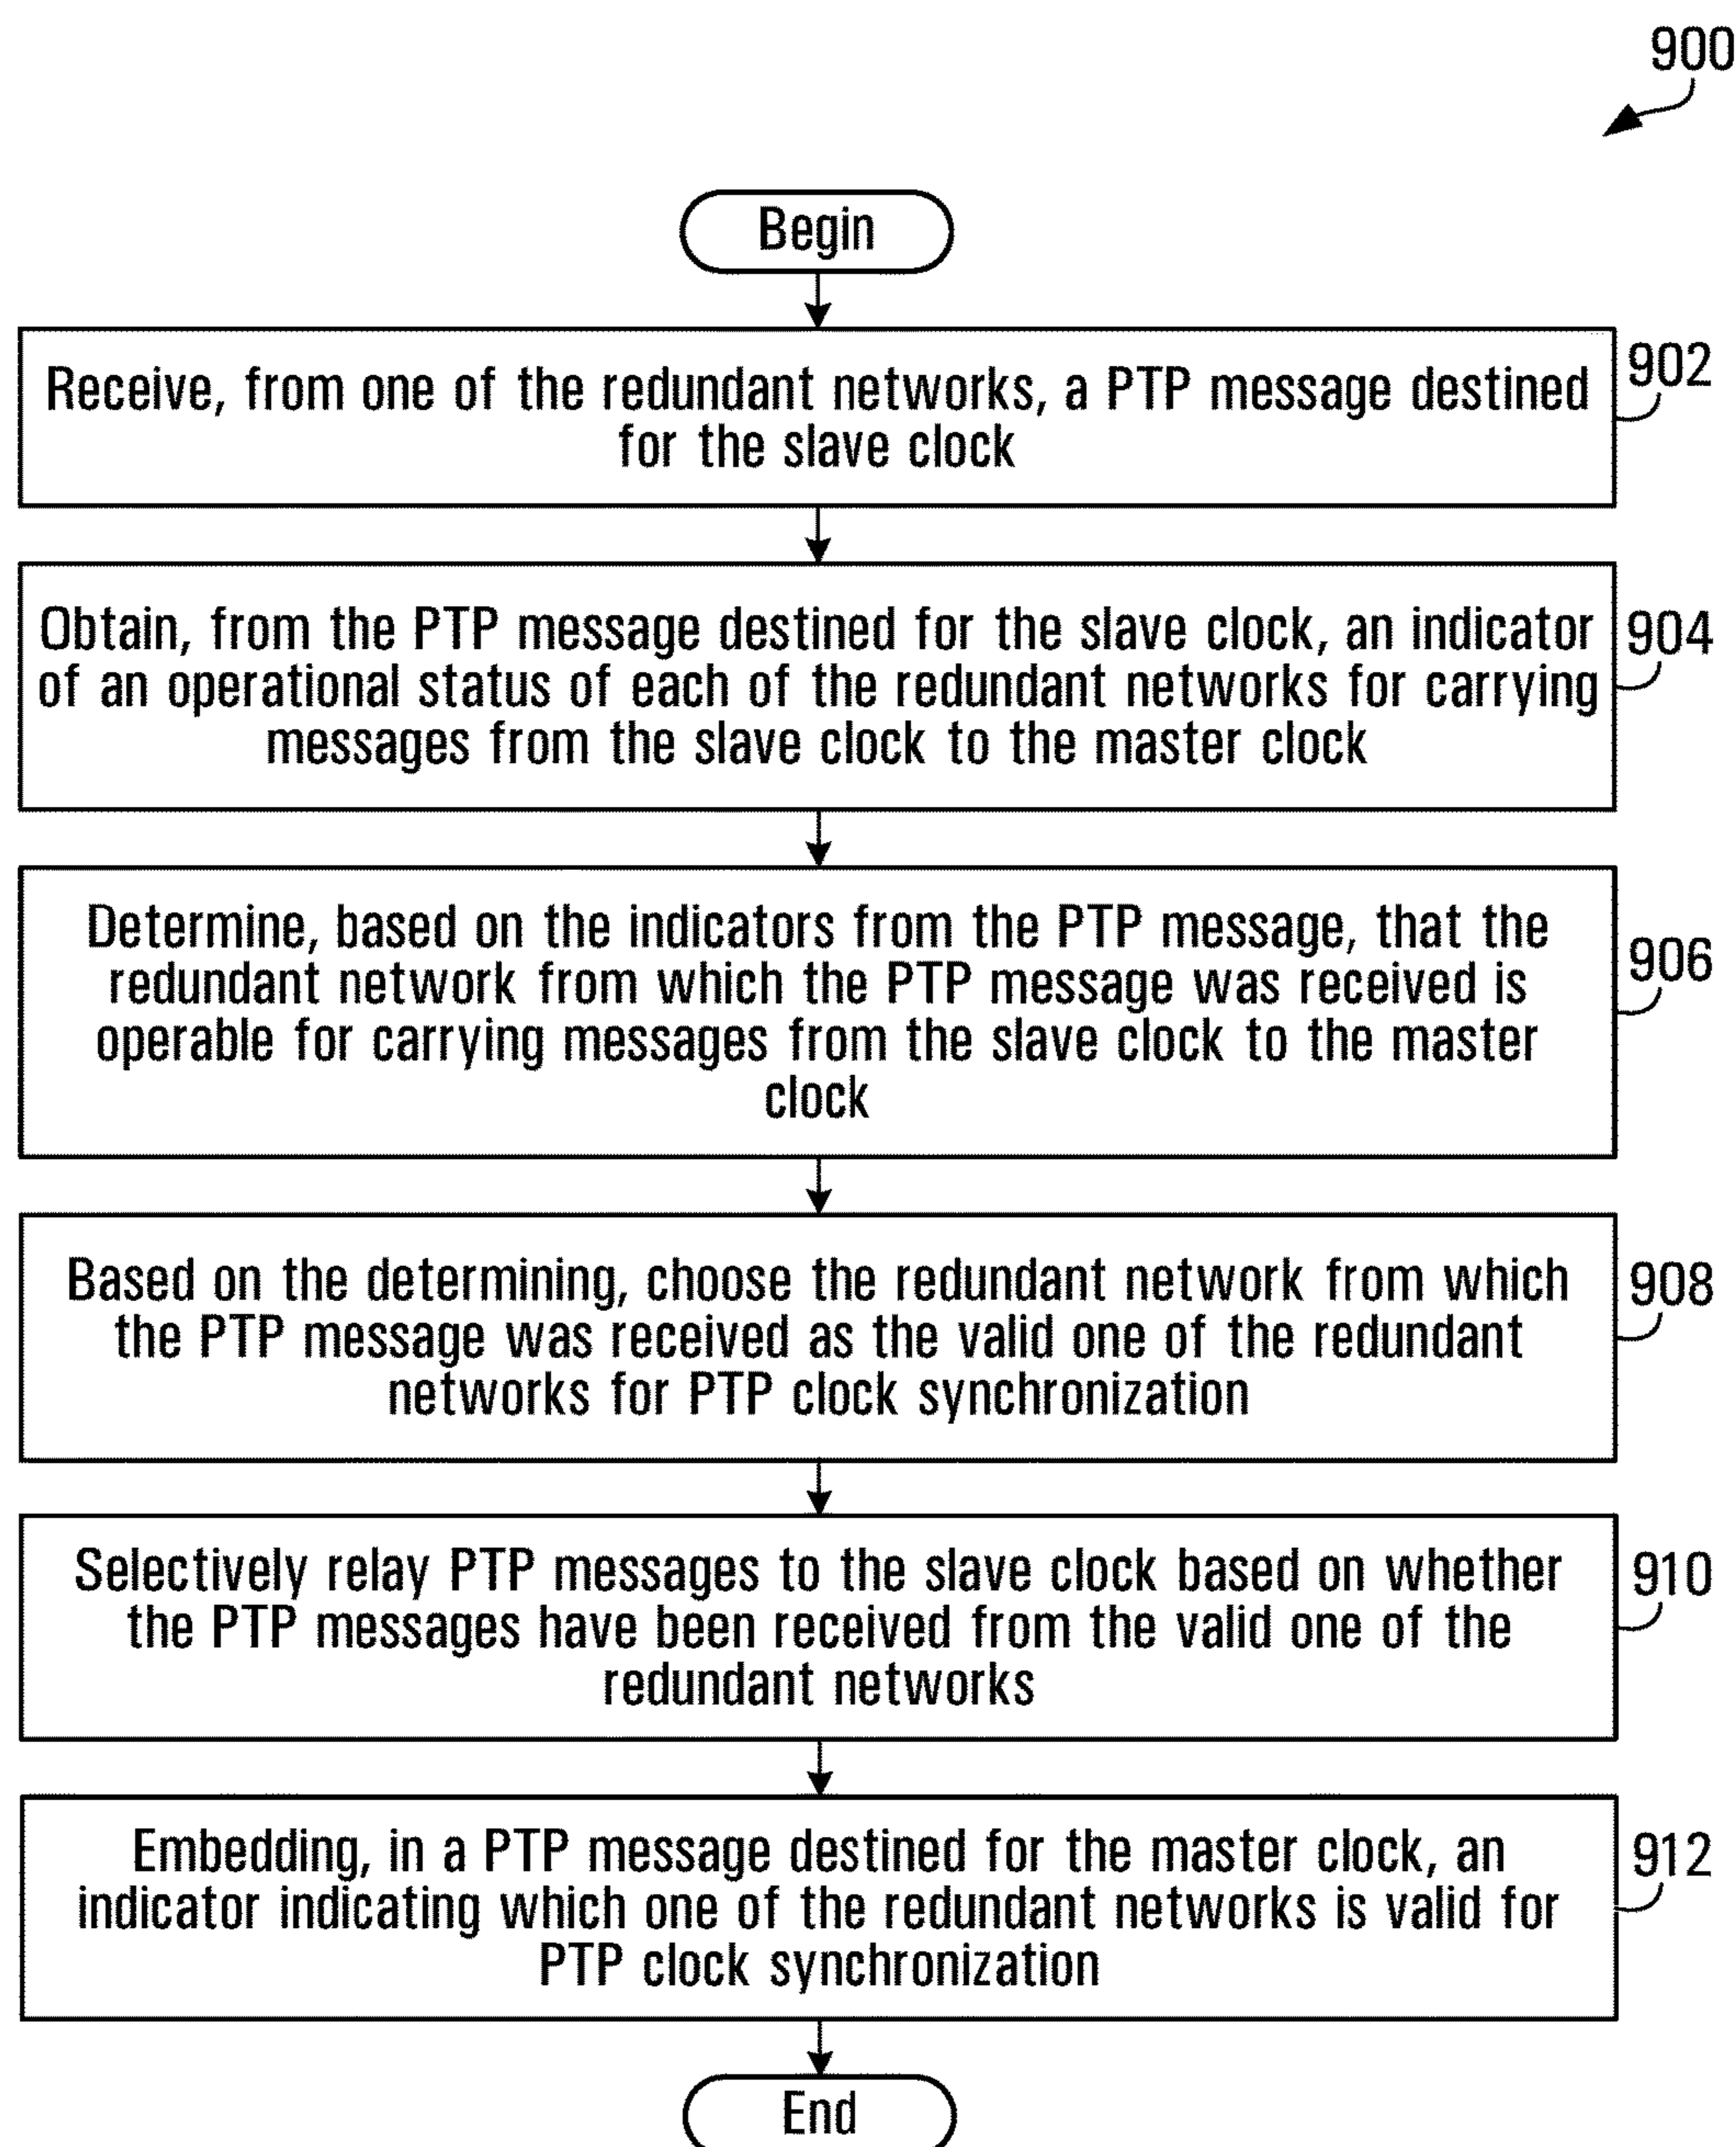 900
Begin
Receive, from one of the redundant networks, a PTP message destined
for the slave clock
902
Obtain, from the PTP message destined for the slave clock, an indicator
of an operational status of each of the redundant networks for carrying
messages from the slave clock to the master clock
904
Determine, based on the indicators from the PTP message, that the
redundant network from which the PTP message was received is
operable for carrying messages from the slave clock to the master
clock
906
Based on the determining, choose the redundant network from which
the PTP message was received as the valid one of the redundant
networks for PTP clock synchronization
908
Selectively relay PTP messages to the slave clock based on whether
the PTP messages have been received from the valid one of the
redundant networks
910
Embedding, in a PTP message destined for the master clock, an
indicator indicating which one of the redundant networks is valid for
PTP clock synchronization
912
End